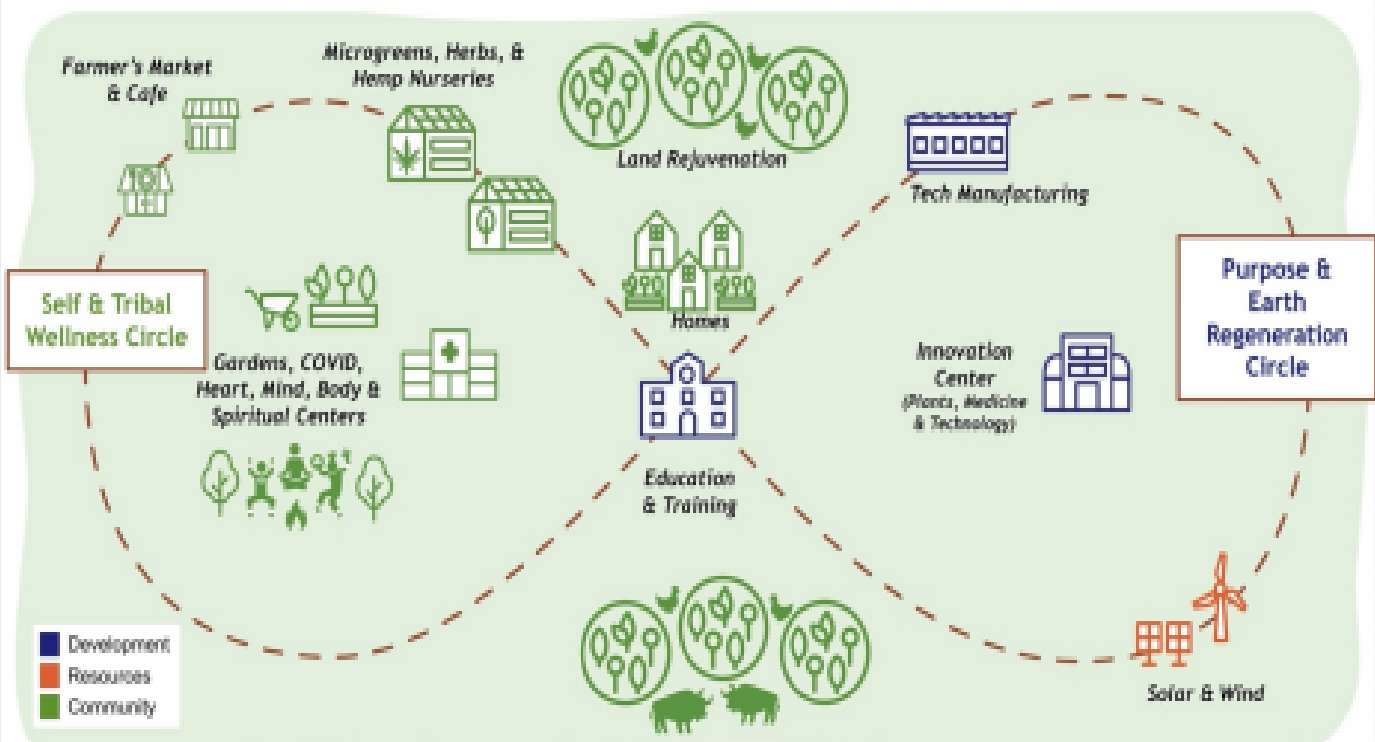 Farmer's Market
& Cafe
Microgreens, Herbs, &
Hemp Nurseries
Land Rejuvenation
Tech Manufacturing
Self & Tribal
Wellness Circle
Purpose &
Earth
Regeneration
Circle
Homes
Gardens, COVID,
Heart, Mind, Body &
Spiritual Centers
Innovation
Center
(Plants, Medicine
& Technology)
Education
& Training
Development
Resources
Community
Solar & Wind